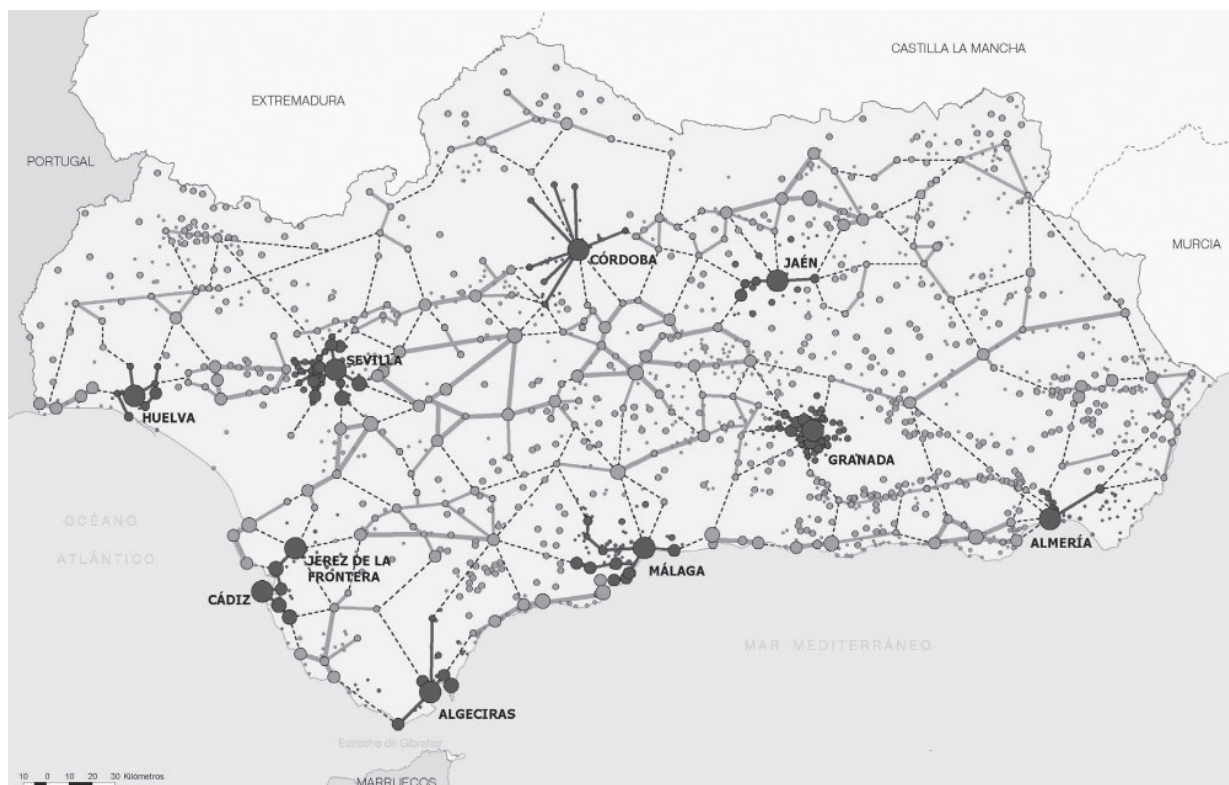 CASTILLA LA MANCHA
EXTREMADURA
PORTUGAL
MURCIA
CÓRDOBA
JAÉN
SEVILLA
HUELVA
GRANADA
OCÉANO
ATLÁNTICO
JEREZ DE LA
FRONTERA
CÁDIZ
MÁLAGA
ALMERÍA
MAR MEDITERRÁNEO
ALGECIRAS
Estrecho de Gibraltar
MARRUECOS
10 0 10 20 30 Kilómetros